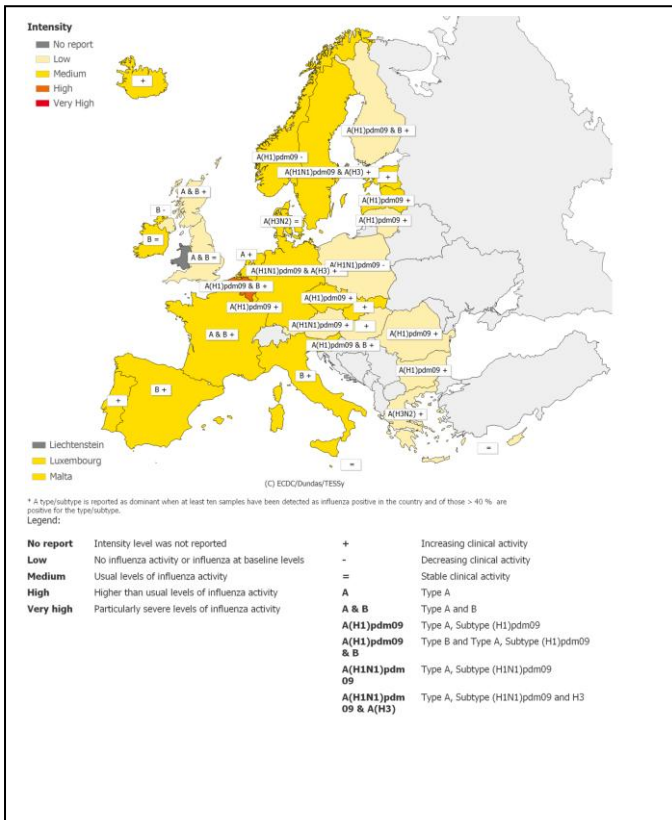 Intensity
No report
Low
Medium
High
Very High
+
A(H1)pdm09 & B +
A(H1)pdm09 -
A(H1N1)pdm09 & A(H3) +
+
A & B +
A(H1)pdm09 +
B -
A(H3N2) =
A(H1)pdm09 +
B =
A +
A & B =
A(H1N1)pdm09 & A(H3) +
A(H1N1)pdm09 -
A(H1)pdm09 & B +
A(H1)pdm09 +
A(H1)pdm09 +
+
A(H1N1)pdm09 +
+
A & B +
A(H1)pdm09 +
A(H1)pdm09 & B +
A(H1)pdm09 +
B +
B +
+
A(H3N2) +
=
=
Liechtenstein
Luxembourg
Malta
(C) ECDC/Dundas/TESSy
* A type/subtype is reported as dominant when at least ten samples have been detected as influenza positive in the country and of those > 40 % are
positive for the type/subtype.
Legend:
No report Intensity level was not reported + Increasing clinical activity
Low No influenza activity or influenza at baseline levels - Decreasing clinical activity
Medium Usual levels of influenza activity = Stable clinical activity
High Higher than usual levels of influenza activity A Type A
Very high Particularly severe levels of influenza activity A & B Type A and B
A(H1)pdm09 Type A, Subtype (H1)pdm09
A(H1)pdm09 Type B and Type A, Subtype (H1)pdm09
& B
A(H1N1)pdm Type A, Subtype (H1N1)pdm09
09
A(H1N1)pdm Type A, Subtype (H1N1)pdm09 and H3
09 & A(H3)